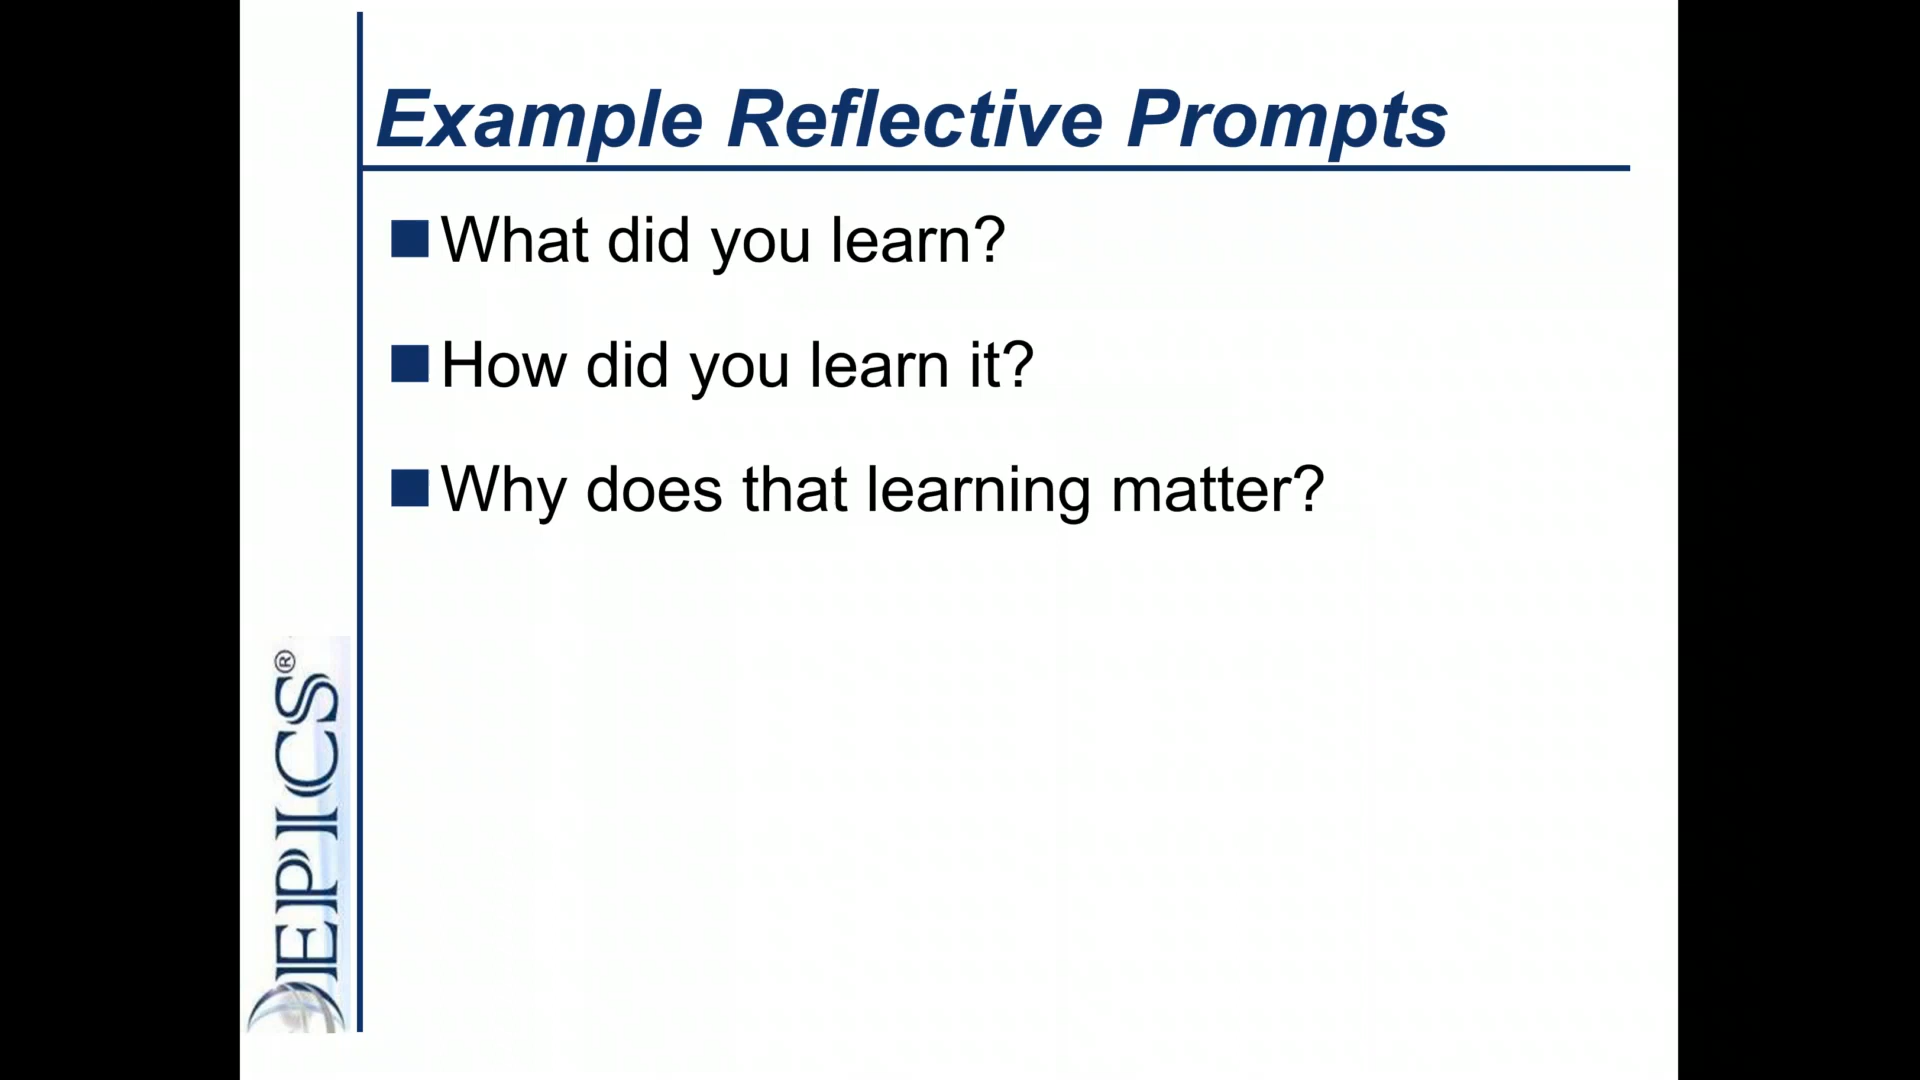 Example Reflective Prompts
What did you learn?
How did you learn it?
Why does that learning matter?
EPICS®